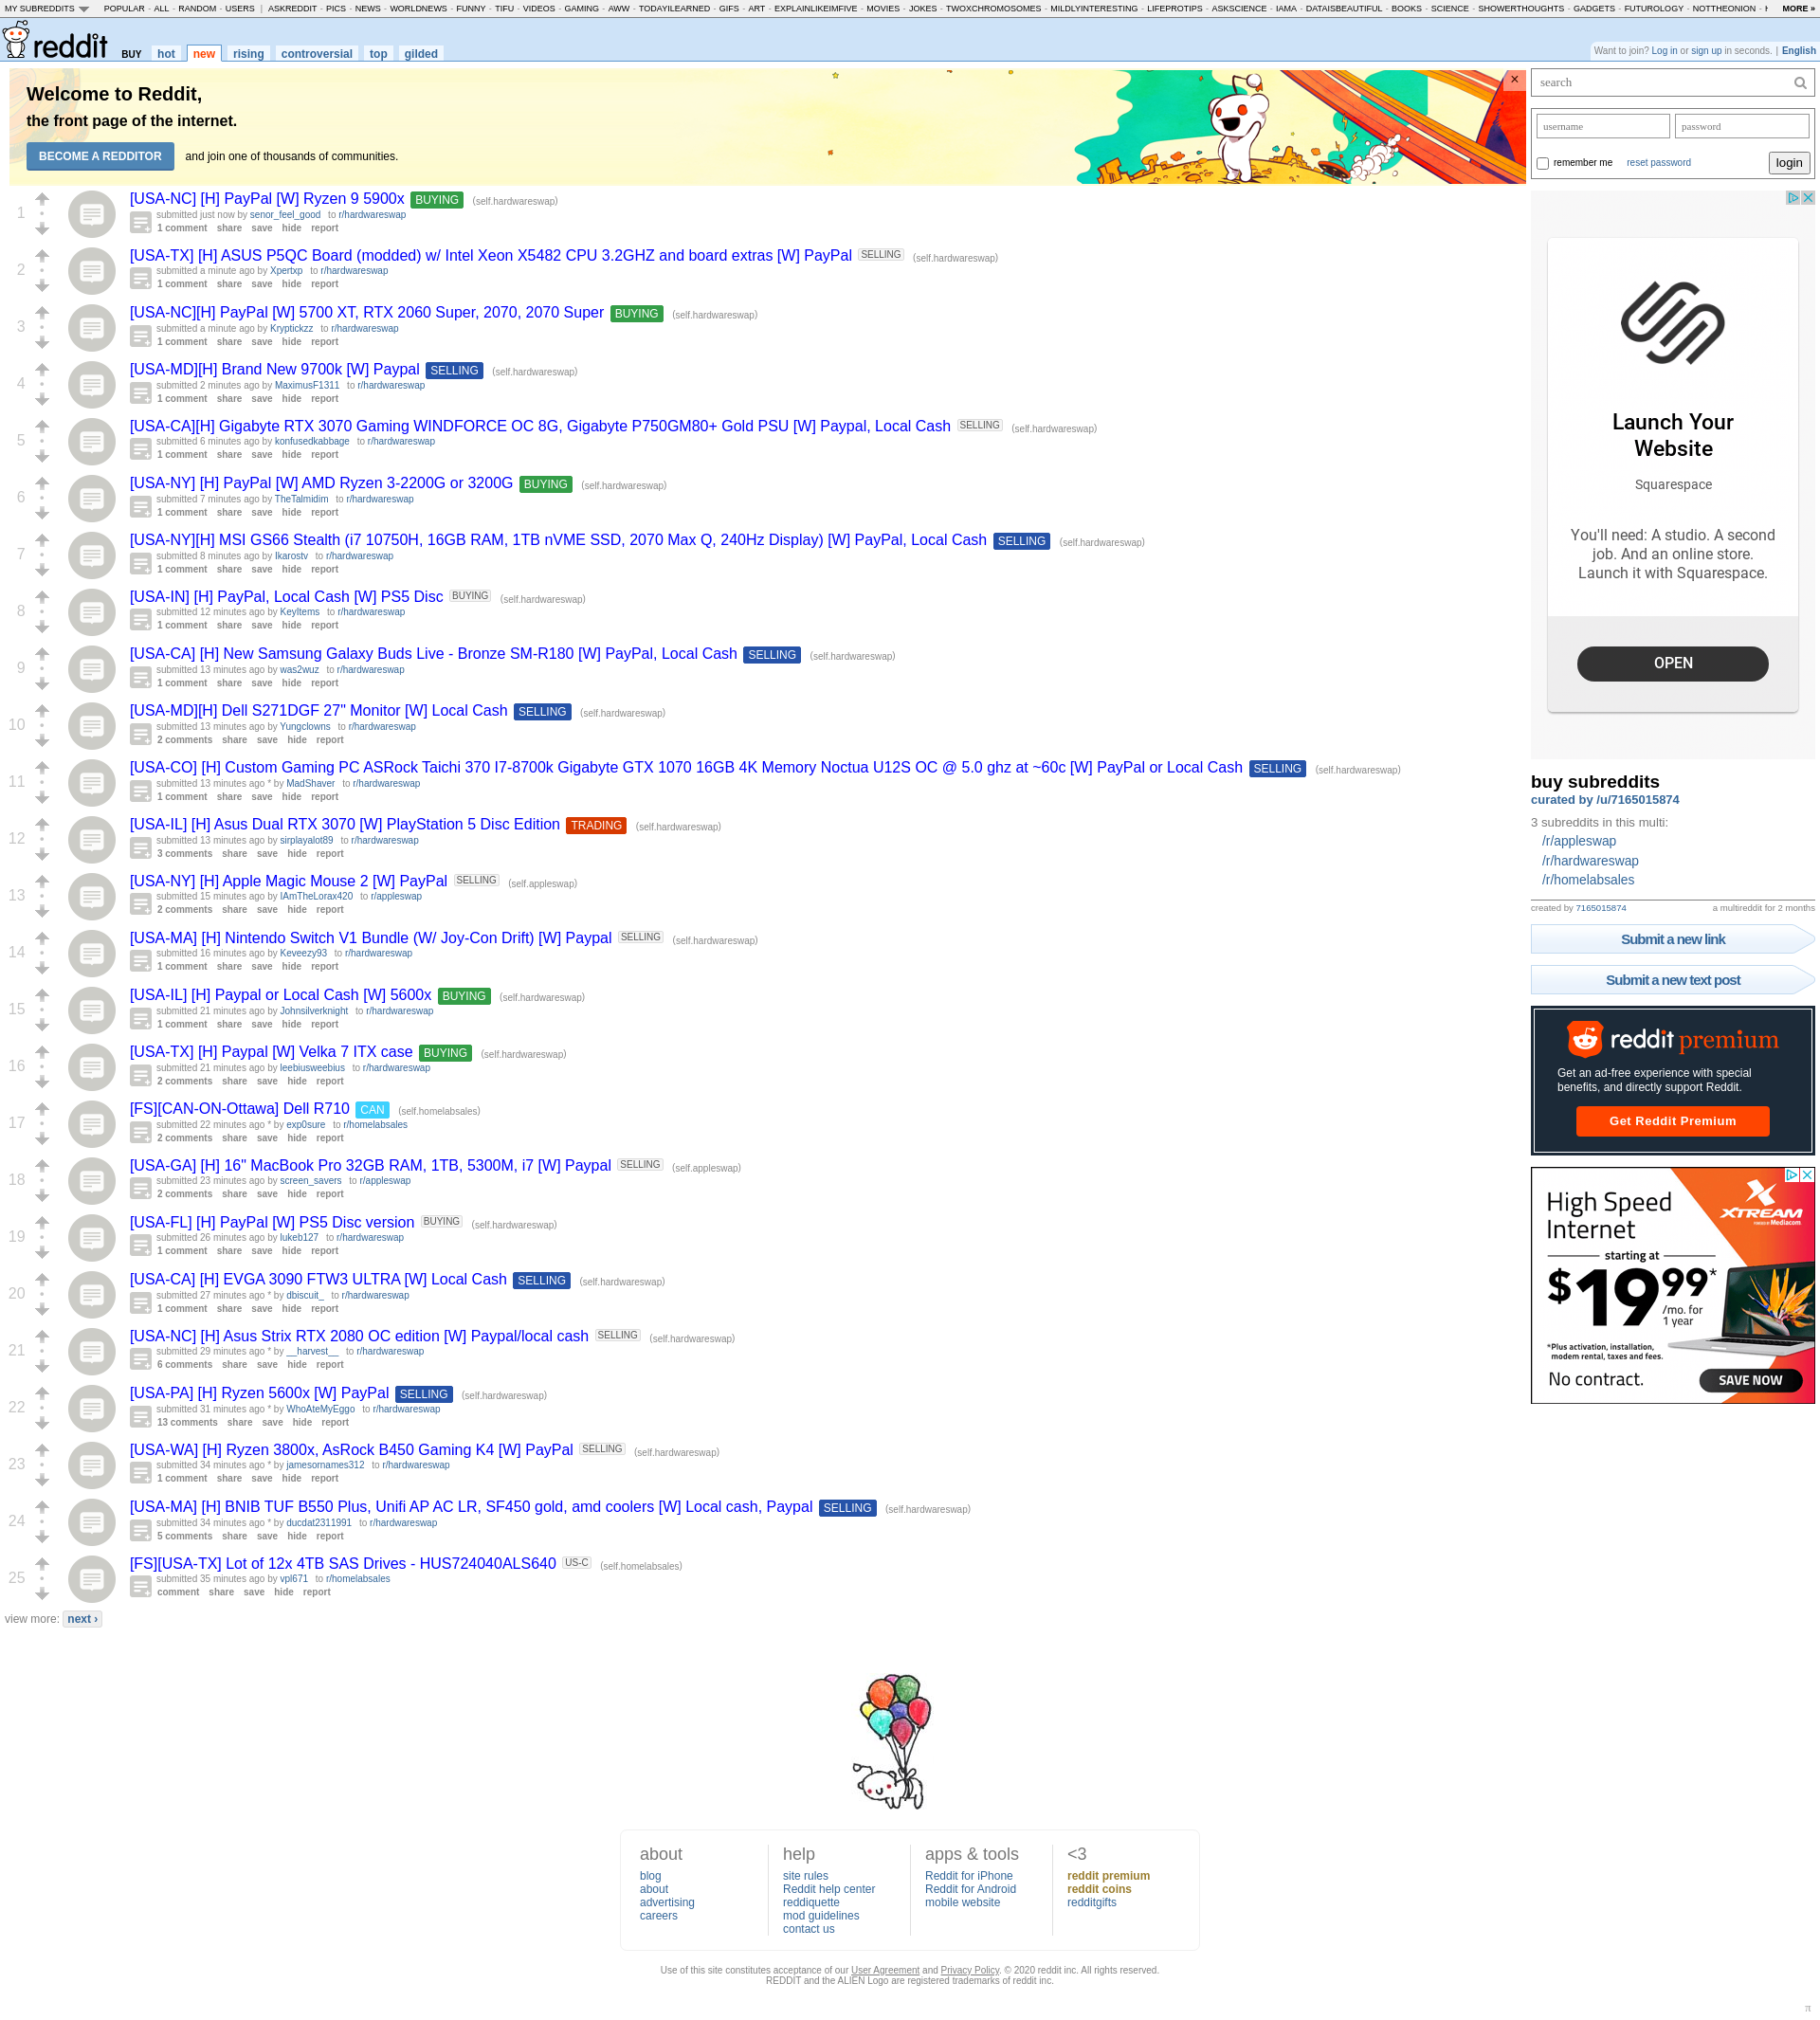 MY SUBREDDITS POPULAR - ALL - RANDOM - USERS | ASKREDDIT - PICS - NEWS - WORLDNEWS - FUNNY - TIFU - VIDEOS - GAMING - AWW - TODAYILEARNED - GIFS - ART - EXPLAINLIKEIMFIVE - MOVIES - JOKES - TWOXCHROMOSOMES - MILDLYINTERESTING - LIFEPROTIPS - ASKSCIENCE - IAMA - DATAISBEAUTIFUL - BOOKS - SCIENCE - SHOWERTHOUGHTS - GADGETS - FUTUROLOGY - NOTTHEONION - MORE »
reddit BUY hot new rising controversial top gilded
Want to join? Log in or sign up in seconds. | English
Welcome to Reddit,
the front page of the internet.
BECOME A REDDITOR and join one of thousands of communities.
×
1
[USA-NC] [H] PayPal [W] Ryzen 9 5900x BUYING (self.hardwareswap)
submitted just now by senor_feel_good to r/hardwareswap
1 comment share save hide report
2
[USA-TX] [H] ASUS P5QC Board (modded) w/ Intel Xeon X5482 CPU 3.2GHZ and board extras [W] PayPal SELLING (self.hardwareswap)
submitted a minute ago by Xpertxp to r/hardwareswap
1 comment share save hide report
3
[USA-NC][H] PayPal [W] 5700 XT, RTX 2060 Super, 2070, 2070 Super BUYING (self.hardwareswap)
submitted a minute ago by Kryptickzz to r/hardwareswap
1 comment share save hide report
4
[USA-MD][H] Brand New 9700k [W] Paypal SELLING (self.hardwareswap)
submitted 2 minutes ago by MaximusF1311 to r/hardwareswap
1 comment share save hide report
5
[USA-CA][H] Gigabyte RTX 3070 Gaming WINDFORCE OC 8G, Gigabyte P750GM80+ Gold PSU [W] Paypal, Local Cash SELLING (self.hardwareswap)
submitted 6 minutes ago by konfusedkabbage to r/hardwareswap
1 comment share save hide report
6
[USA-NY] [H] PayPal [W] AMD Ryzen 3-2200G or 3200G BUYING (self.hardwareswap)
submitted 7 minutes ago by TheTalmidim to r/hardwareswap
1 comment share save hide report
7
[USA-NY][H] MSI GS66 Stealth (i7 10750H, 16GB RAM, 1TB nVME SSD, 2070 Max Q, 240Hz Display) [W] PayPal, Local Cash SELLING (self.hardwareswap)
submitted 8 minutes ago by Ikarostv to r/hardwareswap
1 comment share save hide report
8
[USA-IN] [H] PayPal, Local Cash [W] PS5 Disc BUYING (self.hardwareswap)
submitted 12 minutes ago by KeyItems to r/hardwareswap
1 comment share save hide report
9
[USA-CA] [H] New Samsung Galaxy Buds Live - Bronze SM-R180 [W] PayPal, Local Cash SELLING (self.hardwareswap)
submitted 13 minutes ago by was2wuz to r/hardwareswap
1 comment share save hide report
10
[USA-MD][H] Dell S271DGF 27" Monitor [W] Local Cash SELLING (self.hardwareswap)
submitted 13 minutes ago by Yungclowns to r/hardwareswap
2 comments share save hide report
11
[USA-CO] [H] Custom Gaming PC ASRock Taichi 370 I7-8700k Gigabyte GTX 1070 16GB 4K Memory Noctua U12S OC @ 5.0 ghz at ~60c [W] PayPal or Local Cash SELLING (self.hardwareswap)
submitted 13 minutes ago * by MadShaver to r/hardwareswap
1 comment share save hide report
12
[USA-IL] [H] Asus Dual RTX 3070 [W] PlayStation 5 Disc Edition TRADING (self.hardwareswap)
submitted 13 minutes ago by sirplayalot89 to r/hardwareswap
3 comments share save hide report
13
[USA-NY] [H] Apple Magic Mouse 2 [W] PayPal SELLING (self.appleswap)
submitted 15 minutes ago by IAmTheLorax420 to r/appleswap
2 comments share save hide report
14
[USA-MA] [H] Nintendo Switch V1 Bundle (W/ Joy-Con Drift) [W] Paypal SELLING (self.hardwareswap)
submitted 16 minutes ago by Keveezy93 to r/hardwareswap
1 comment share save hide report
15
[USA-IL] [H] Paypal or Local Cash [W] 5600x BUYING (self.hardwareswap)
submitted 21 minutes ago by Johnsilverknight to r/hardwareswap
1 comment share save hide report
16
[USA-TX] [H] Paypal [W] Velka 7 ITX case BUYING (self.hardwareswap)
submitted 21 minutes ago by leebiusweebius to r/hardwareswap
2 comments share save hide report
17
[FS][CAN-ON-Ottawa] Dell R710 CAN (self.homelabsales)
submitted 22 minutes ago * by exp0sure to r/homelabsales
2 comments share save hide report
18
[USA-GA] [H] 16" MacBook Pro 32GB RAM, 1TB, 5300M, i7 [W] Paypal SELLING (self.appleswap)
submitted 23 minutes ago by screen_savers to r/appleswap
2 comments share save hide report
19
[USA-FL] [H] PayPal [W] PS5 Disc version BUYING (self.hardwareswap)
submitted 26 minutes ago by lukeb127 to r/hardwareswap
1 comment share save hide report
20
[USA-CA] [H] EVGA 3090 FTW3 ULTRA [W] Local Cash SELLING (self.hardwareswap)
submitted 27 minutes ago * by dbiscuit_ to r/hardwareswap
1 comment share save hide report
21
[USA-NC] [H] Asus Strix RTX 2080 OC edition [W] Paypal/local cash SELLING (self.hardwareswap)
submitted 29 minutes ago * by __harvest__ to r/hardwareswap
6 comments share save hide report
22
[USA-PA] [H] Ryzen 5600x [W] PayPal SELLING (self.hardwareswap)
submitted 31 minutes ago * by WhoAteMyEggo to r/hardwareswap
13 comments share save hide report
23
[USA-WA] [H] Ryzen 3800x, AsRock B450 Gaming K4 [W] PayPal SELLING (self.hardwareswap)
submitted 34 minutes ago * by jamesornames312 to r/hardwareswap
1 comment share save hide report
24
[USA-MA] [H] BNIB TUF B550 Plus, Unifi AP AC LR, SF450 gold, amd coolers [W] Local cash, Paypal SELLING (self.hardwareswap)
submitted 34 minutes ago * by ducdat2311991 to r/hardwareswap
5 comments share save hide report
25
[FS][USA-TX] Lot of 12x 4TB SAS Drives - HUS724040ALS640 US-C (self.homelabsales)
submitted 35 minutes ago by vpl671 to r/homelabsales
comment share save hide report
view more: next ›
search
username password
remember me reset password login
Launch Your
Website
Squarespace
You'll need: A studio. A second
job. And an online store.
Launch it with Squarespace.
OPEN
buy subreddits
curated by /u/7165015874
3 subreddits in this multi:
/r/appleswap
/r/hardwareswap
/r/homelabsales
created by 7165015874 a multireddit for 2 months
Submit a new link
Submit a new text post
reddit premium
Get an ad-free experience with special
benefits, and directly support Reddit.
Get Reddit Premium
High Speed
Internet
XTREAM
POWERED BY Mediacom
starting at
$19 99*
/mo. for
1 year
*Plus activation, installation,
modem rental, taxes and fees.
No contract. SAVE NOW
about
blog
about
advertising
careers
help
site rules
Reddit help center
reddiquette
mod guidelines
contact us
apps & tools
Reddit for iPhone
Reddit for Android
mobile website
<3
reddit premium
reddit coins
redditgifts
Use of this site constitutes acceptance of our User Agreement and Privacy Policy. © 2020 reddit inc. All rights reserved.
REDDIT and the ALIEN Logo are registered trademarks of reddit inc.
π